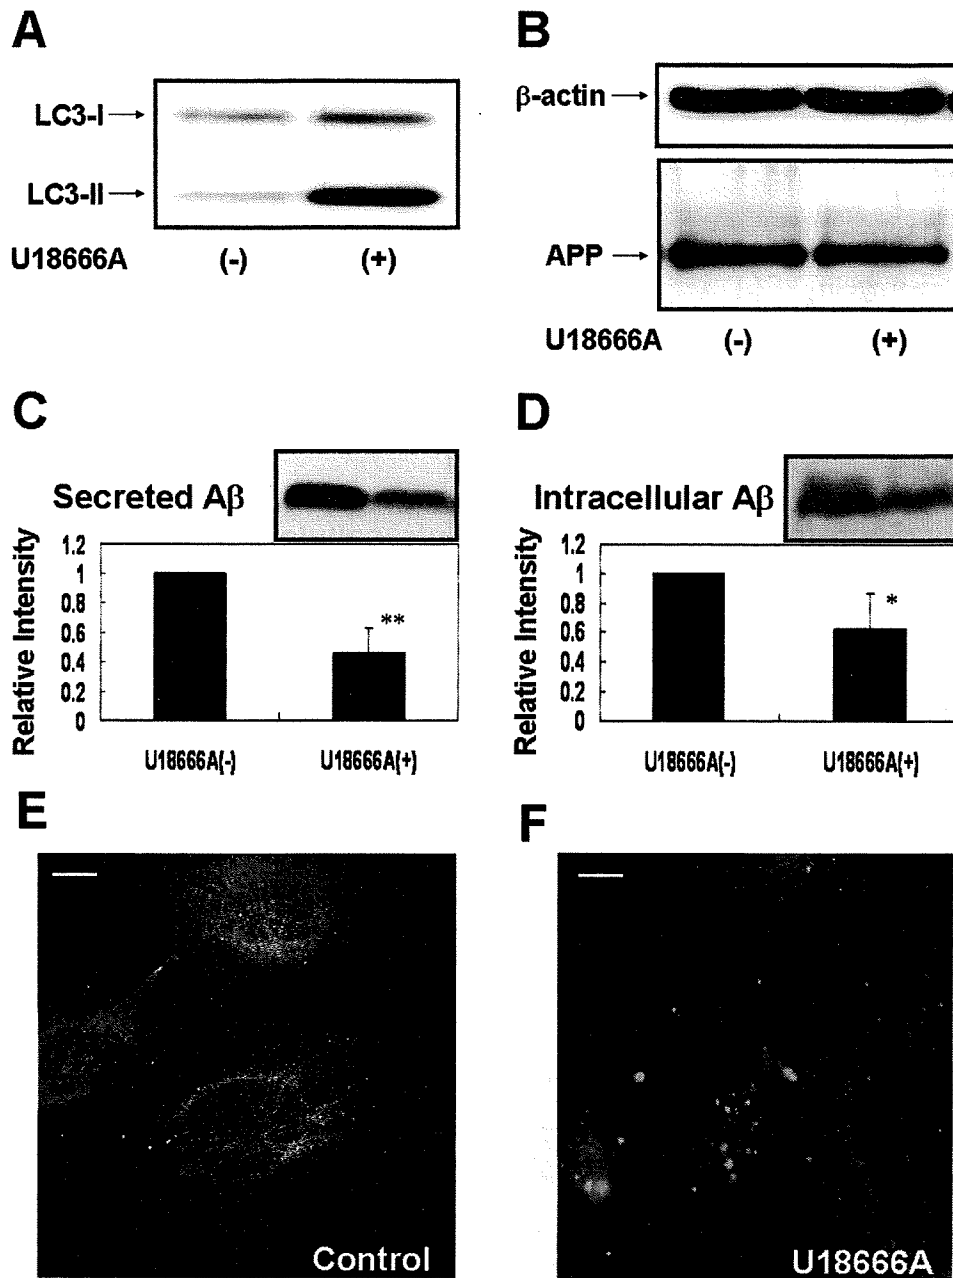 A
LC3-I
LC3-II
U18666A (-) (+)
B
β-actin
APP
U18666A (-) (+)
C
Secreted Aβ
Relative Intensity
1.2
1
0.8
0.6
0.4
0.2
0
**
U18666A(-) U18666A(+)
D
Intracellular Aβ
Relative Intensity
1.2
1
0.8
0.6
0.4
0.2
0
*
U18666A(-) U18666A(+)
E
Control
F
U18666A